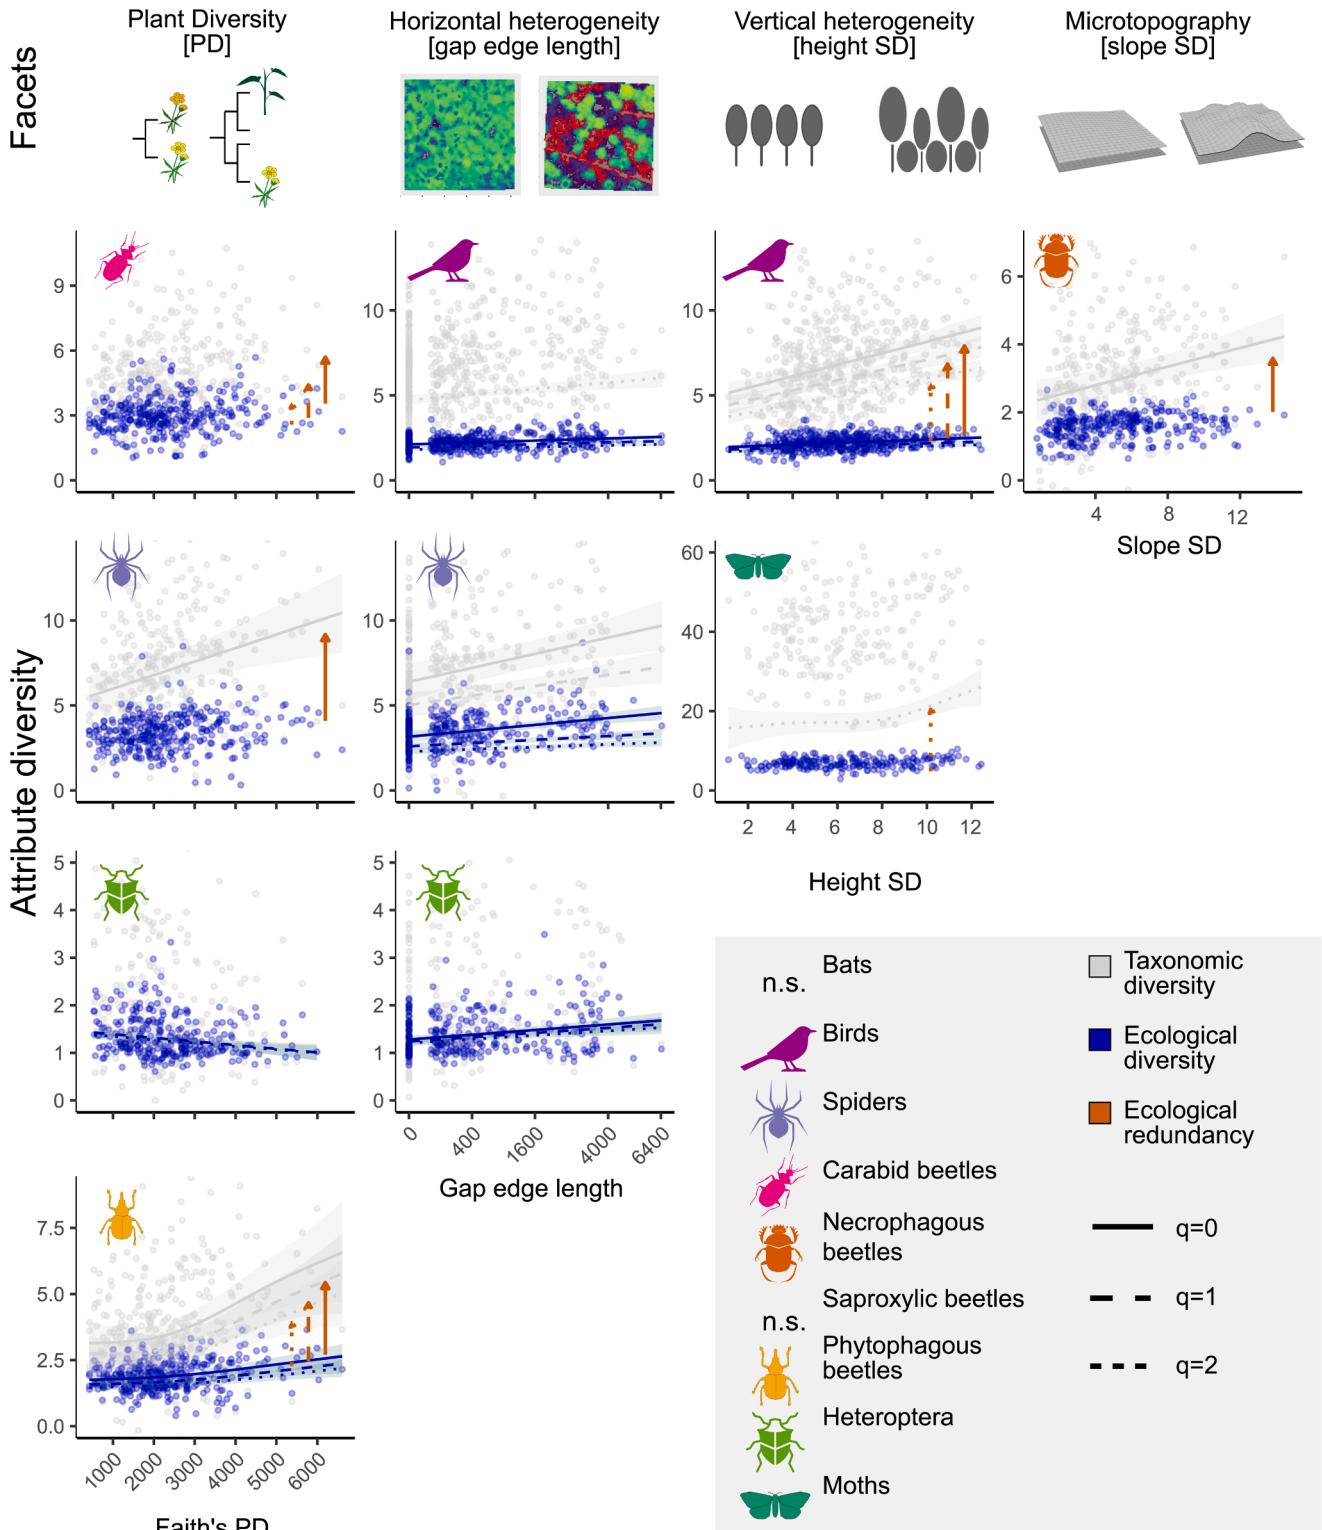 Facets
Plant Diversity
[PD]
Horizontal heterogeneity
[gap edge length]
Vertical heterogeneity
[height SD]
Microtopography
[slope SD]
Attribute diversity
9
6
3
0
10
5
0
10
5
0
6
4
2
0
4
8
12
Slope SD
10
5
0
10
5
0
60
40
20
0
2
4
6
8
10
12
Height SD
5
4
3
2
1
0
5
4
3
2
1
0
0
400
1600
4000
6400
Gap edge length
7.5
5.0
2.5
0.0
1000
2000
3000
4000
5000
6000
Faith's PD
n.s.
Bats
Birds
Spiders
Carabid beetles
Necrophagous
beetles
Saproxylic beetles
n.s.
Phytophagous
beetles
Heteroptera
Moths
Taxonomic
diversity
Ecological
diversity
Ecological
redundancy
q=0
q=1
q=2